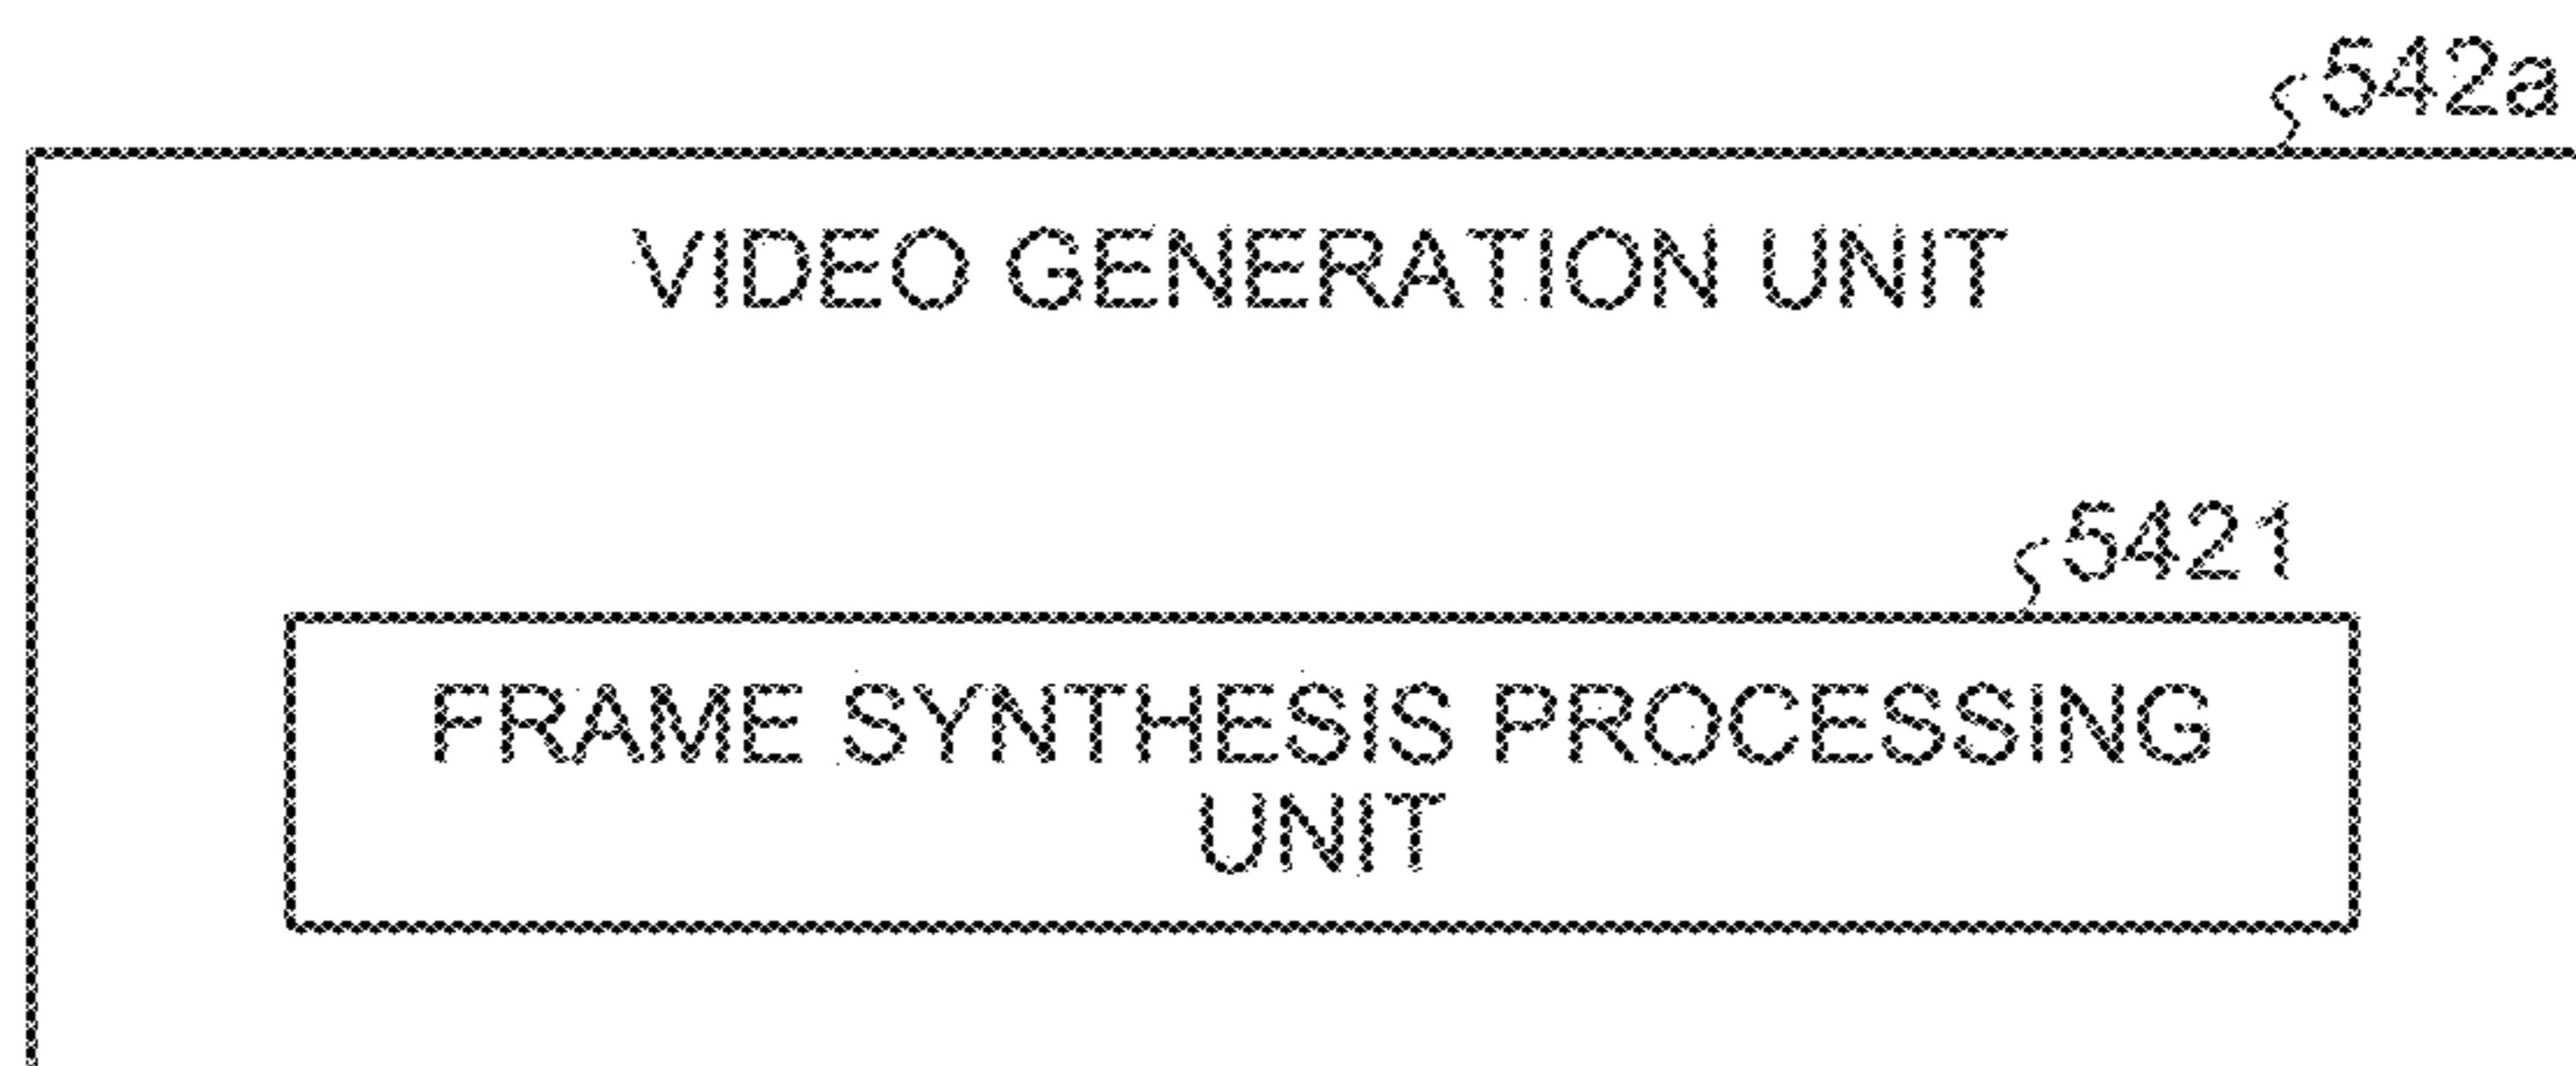 542a
VIDEO GENERATION UNIT
5421
FRAME SYNTHESIS PROCESSING
UNIT